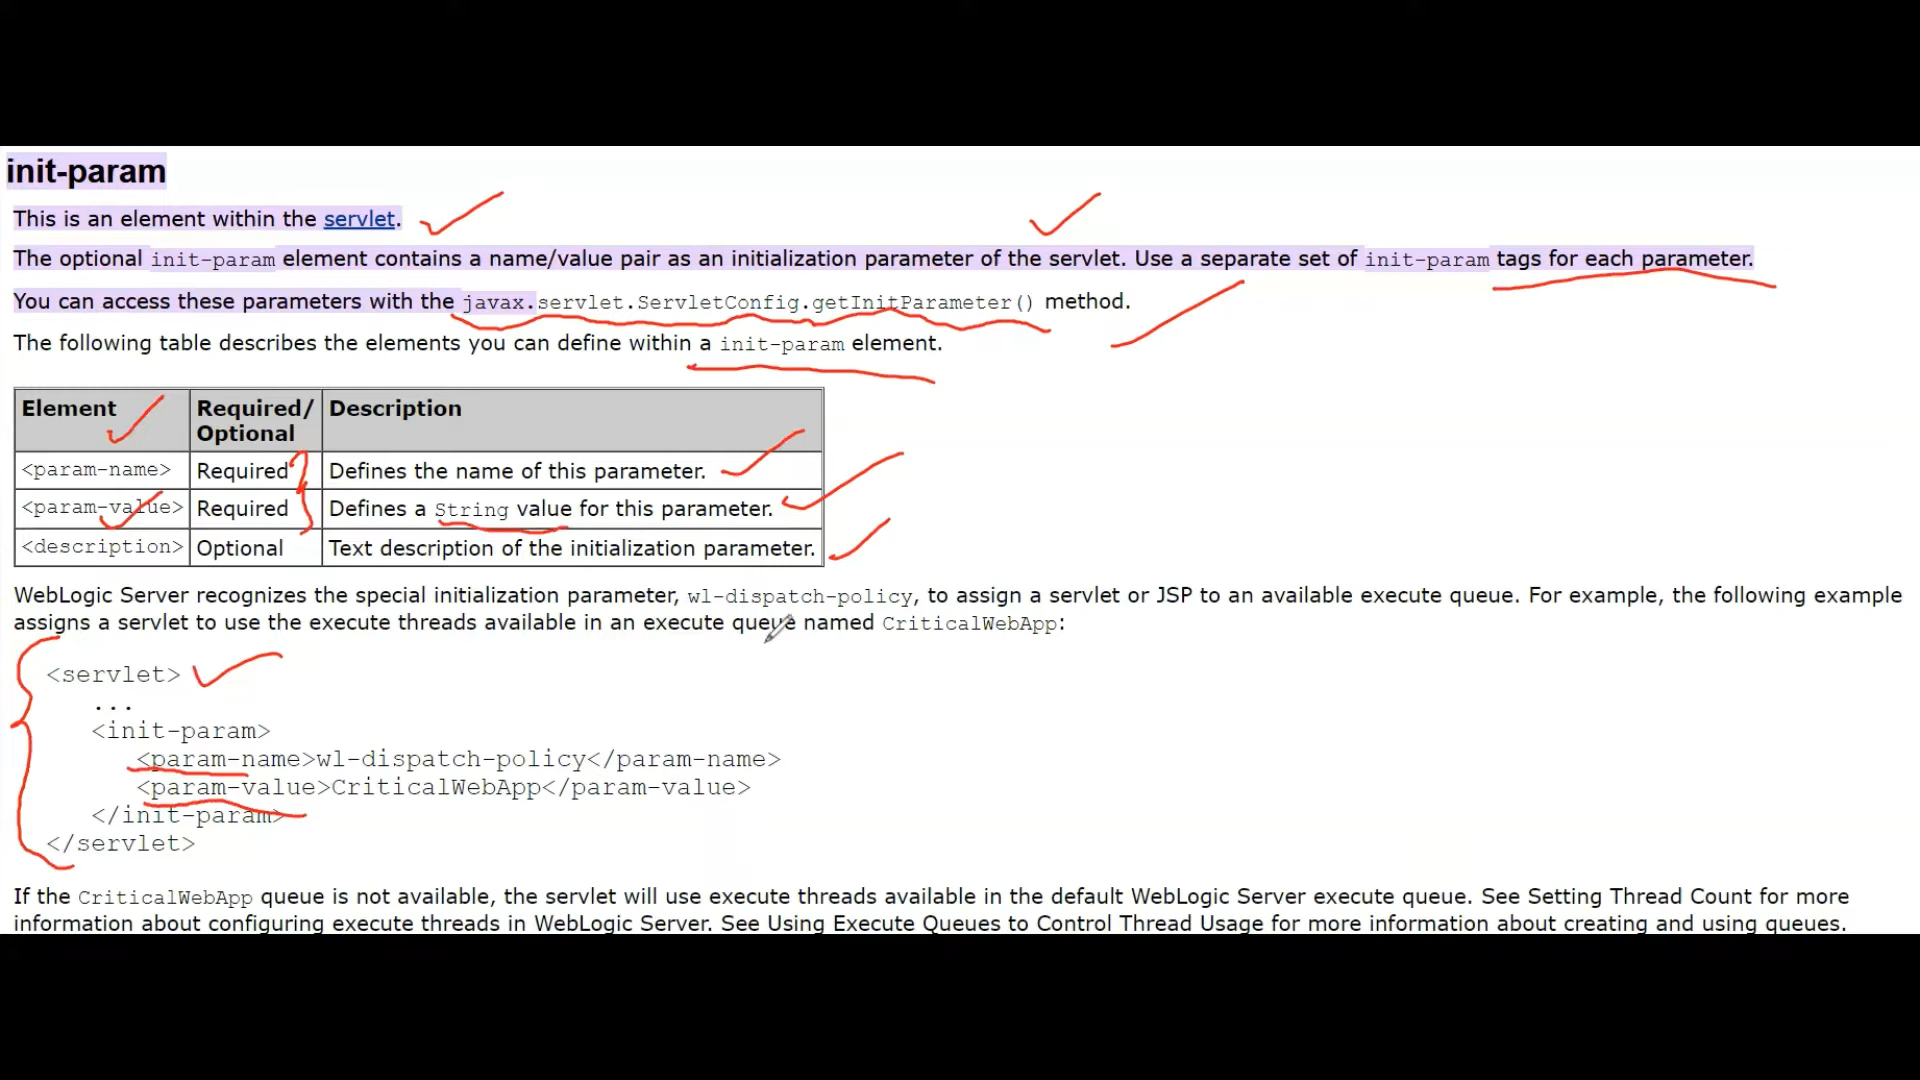 init-param
This is an element within the servlet.
The optional init-param element contains a name/value pair as an initialization parameter of the servlet. Use a separate set of init-param tags for each parameter.
You can access these parameters with the javax.servlet.ServletConfig.getInitParameter() method.
The following table describes the elements you can define within a init-param element.
Element Required/ Description
Optional
<param-name> Required Defines the name of this parameter.
<param-value> Required Defines a String value for this parameter.
<description> Optional Text description of the initialization parameter.
WebLogic Server recognizes the special initialization parameter, wl-dispatch-policy, to assign a servlet or JSP to an available execute queue. For example, the following example
assigns a servlet to use the execute threads available in an execute queue named CriticalWebApp:
<servlet>
...
<init-param>
<param-name>wl-dispatch-policy</param-name>
<param-value>CriticalWebApp</param-value>
</init-param>
</servlet>
If the CriticalWebApp queue is not available, the servlet will use execute threads available in the default WebLogic Server execute queue. See Setting Thread Count for more
information about configuring execute threads in WebLogic Server. See Using Execute Queues to Control Thread Usage for more information about creating and using queues.